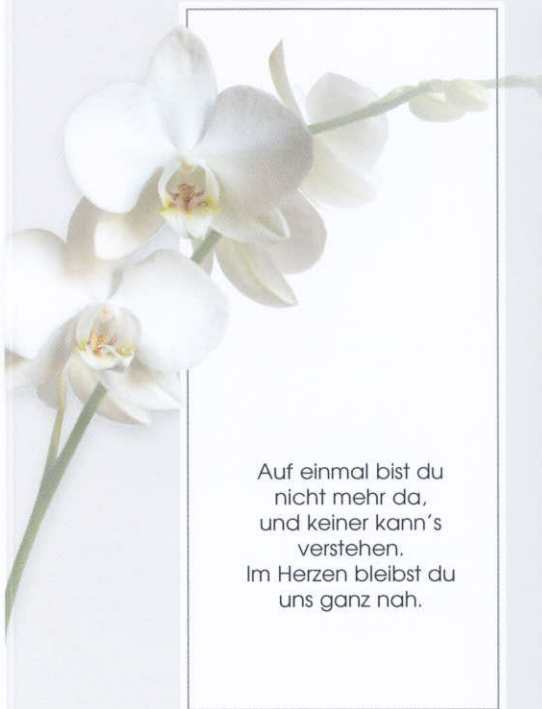 Auf einmal bist du
nicht mehr da,
und keiner kann´s
verstehen.
Im Herzen bleibst du
uns ganz nah.